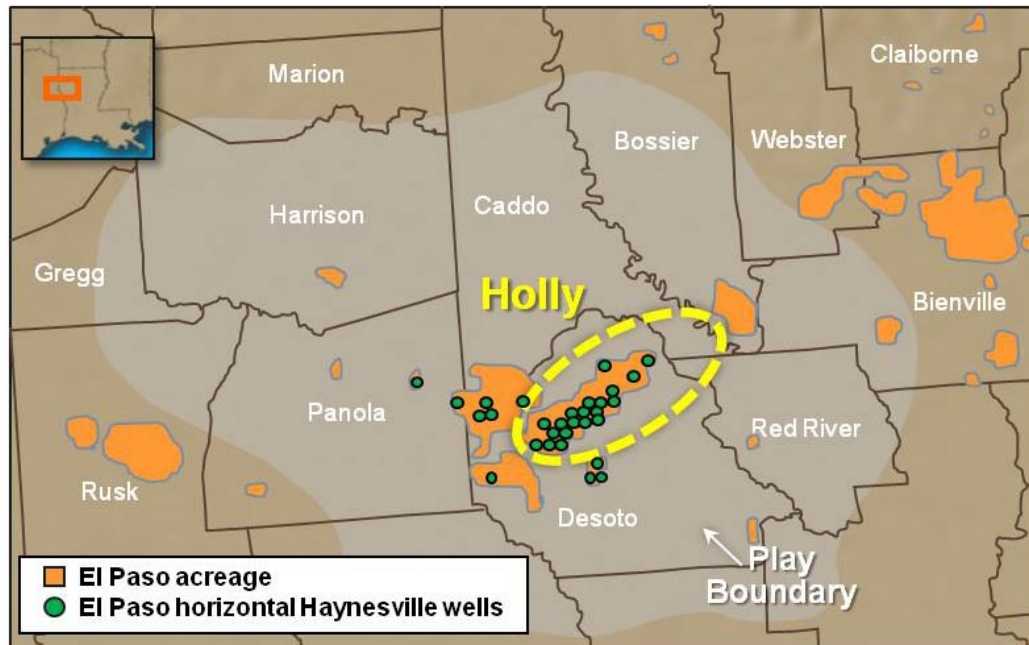 Marion
Claiborne
Bossier
Webster
Harrison
Caddo
Gregg
Holly
Bienville
Panola
Red River
Rusk
Desoto
Play
Boundary
El Paso acreage
El Paso horizontal Haynesville wells